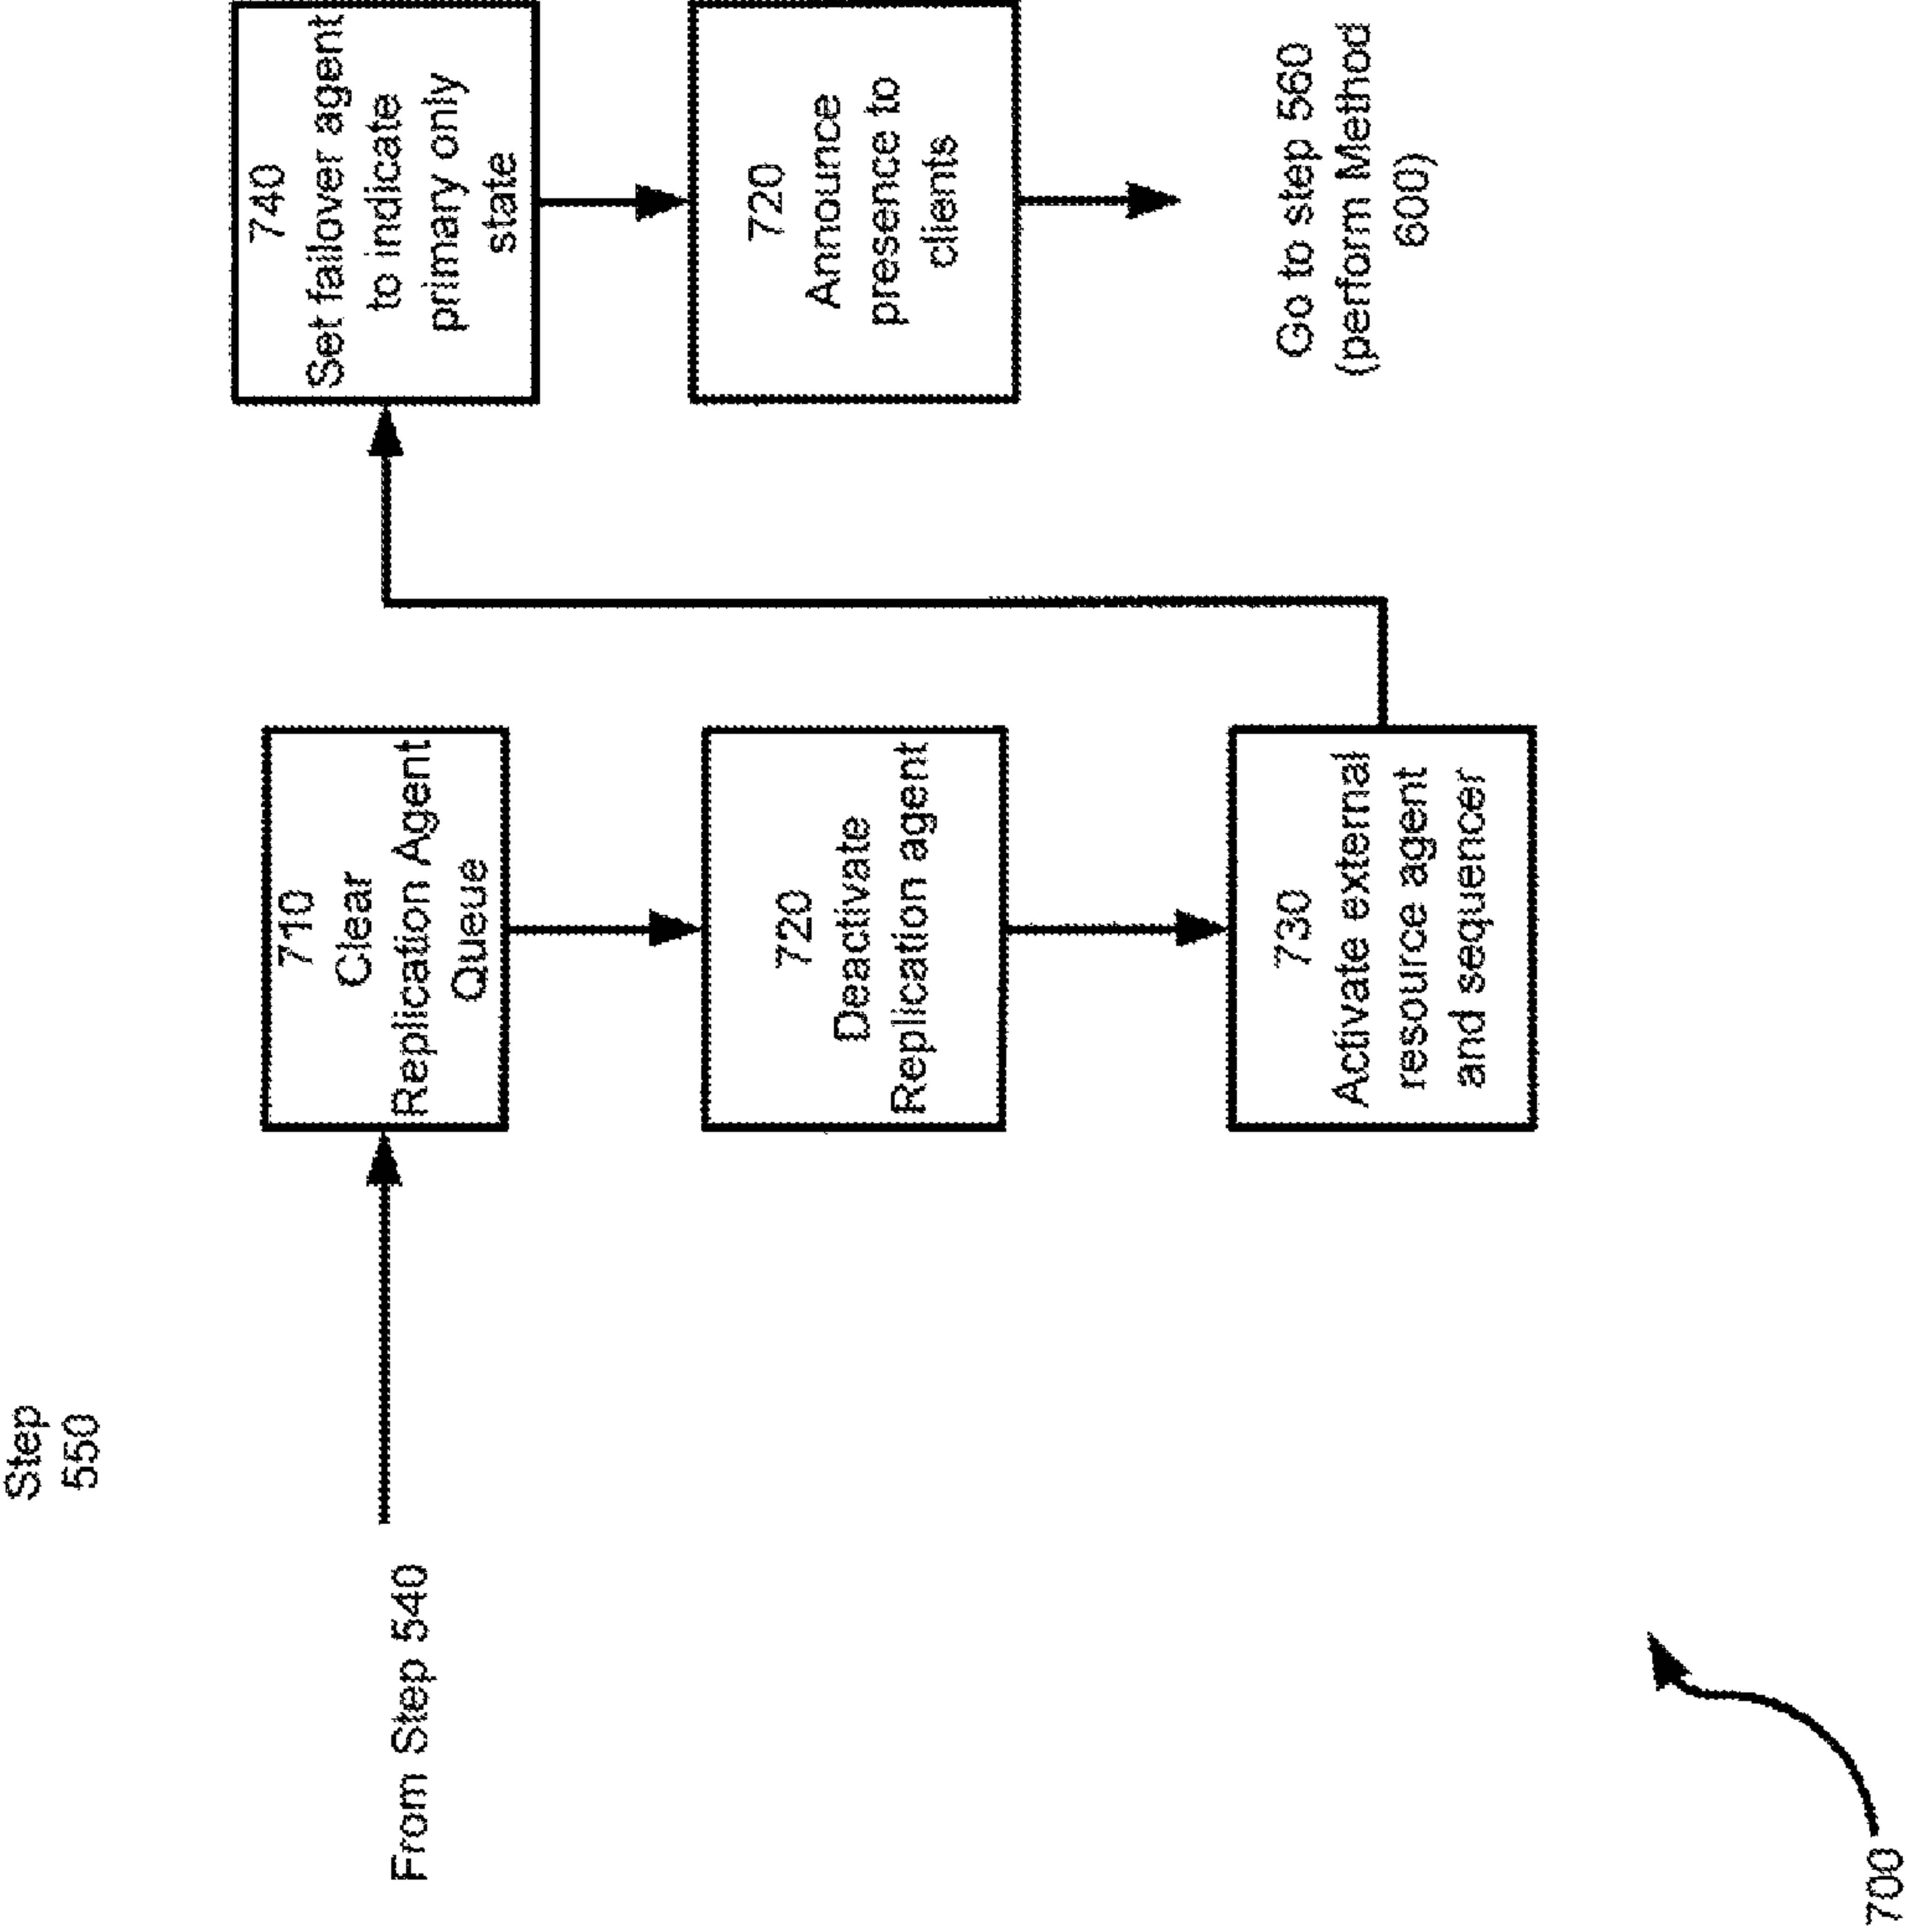 Step
550
From Step 540
710
Clear
Replication Agent
Queue
720
Deactivate
Replication agent
730
Activate external
resource agent
and sequencer
740
Set failover agent
to indicate
primary only
state
720
Announce
presence to
clients
Go to step 560
(perform Method
600)
700